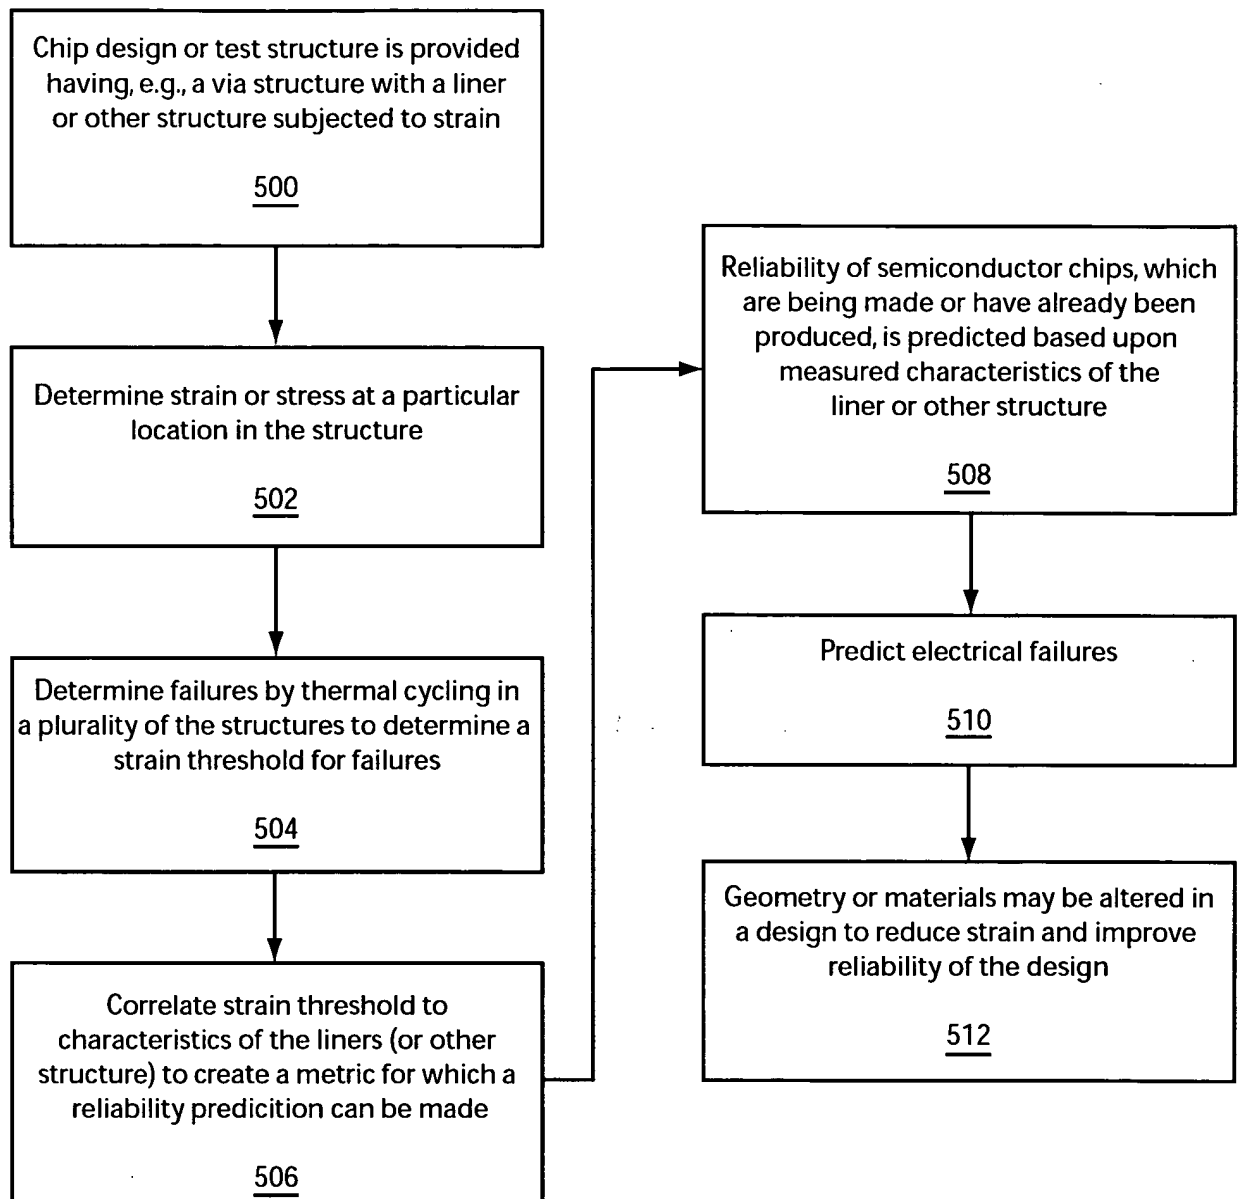 Chip design or test structure is provided
having, e.g., a via structure with a liner
or other structure subjected to strain
500
Determine strain or stress at a particular
location in the structure
502
Determine failures by thermal cycling in
a plurality of the structures to determine a
strain threshold for failures
504
Correlate strain threshold to
characteristics of the liners (or other
structure) to create a metric for which a
reliability predicition can be made
506
Reliability of semiconductor chips, which
are being made or have already been
produced, is predicted based upon
measured characteristics of the
liner or other structure
508
Predict electrical failures
510
Geometry or materials may be altered in
a design to reduce strain and improve
reliability of the design
512